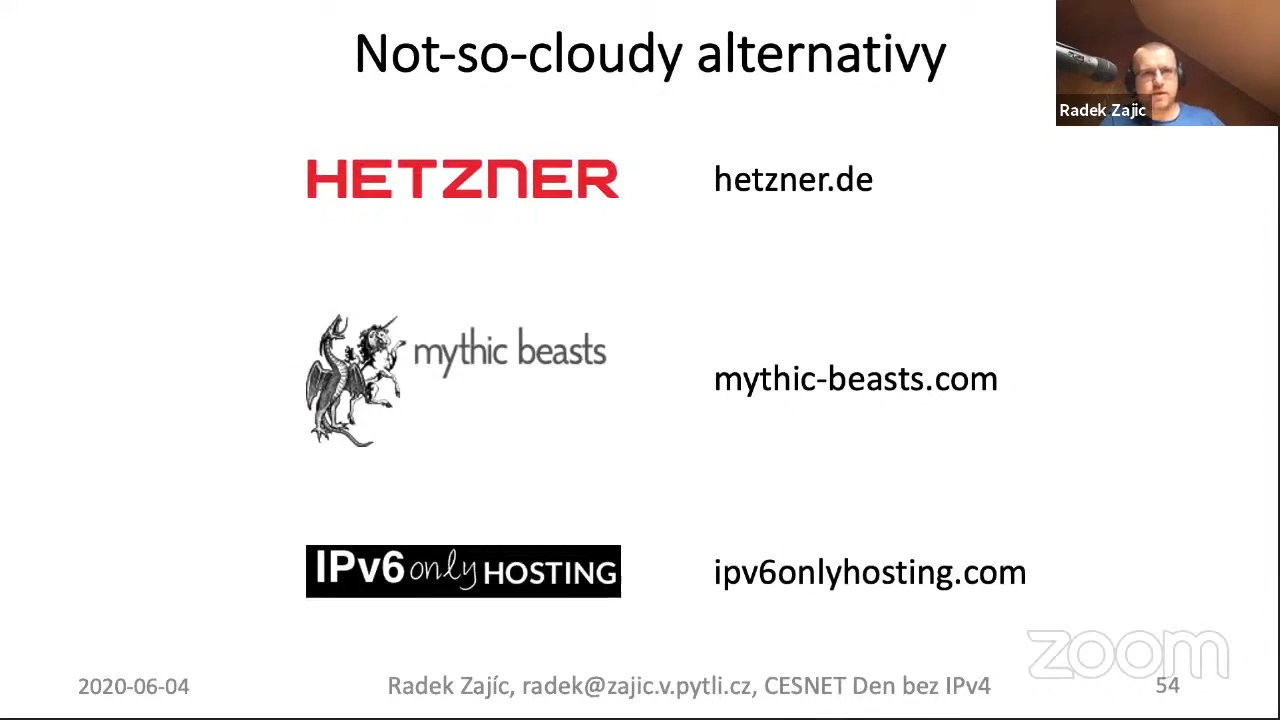 Not-so-cloudy alternativy
Radek Zajic
HETZNER
hetzner.de
mythic beasts
mythic-beasts.com
IPv6 only HOSTING
ipv6onlyhosting.com
zoom
2020-06-04
Radek Zajíc, radek@zajic.v.pytli.cz, CESNET Den bez IPv4
54